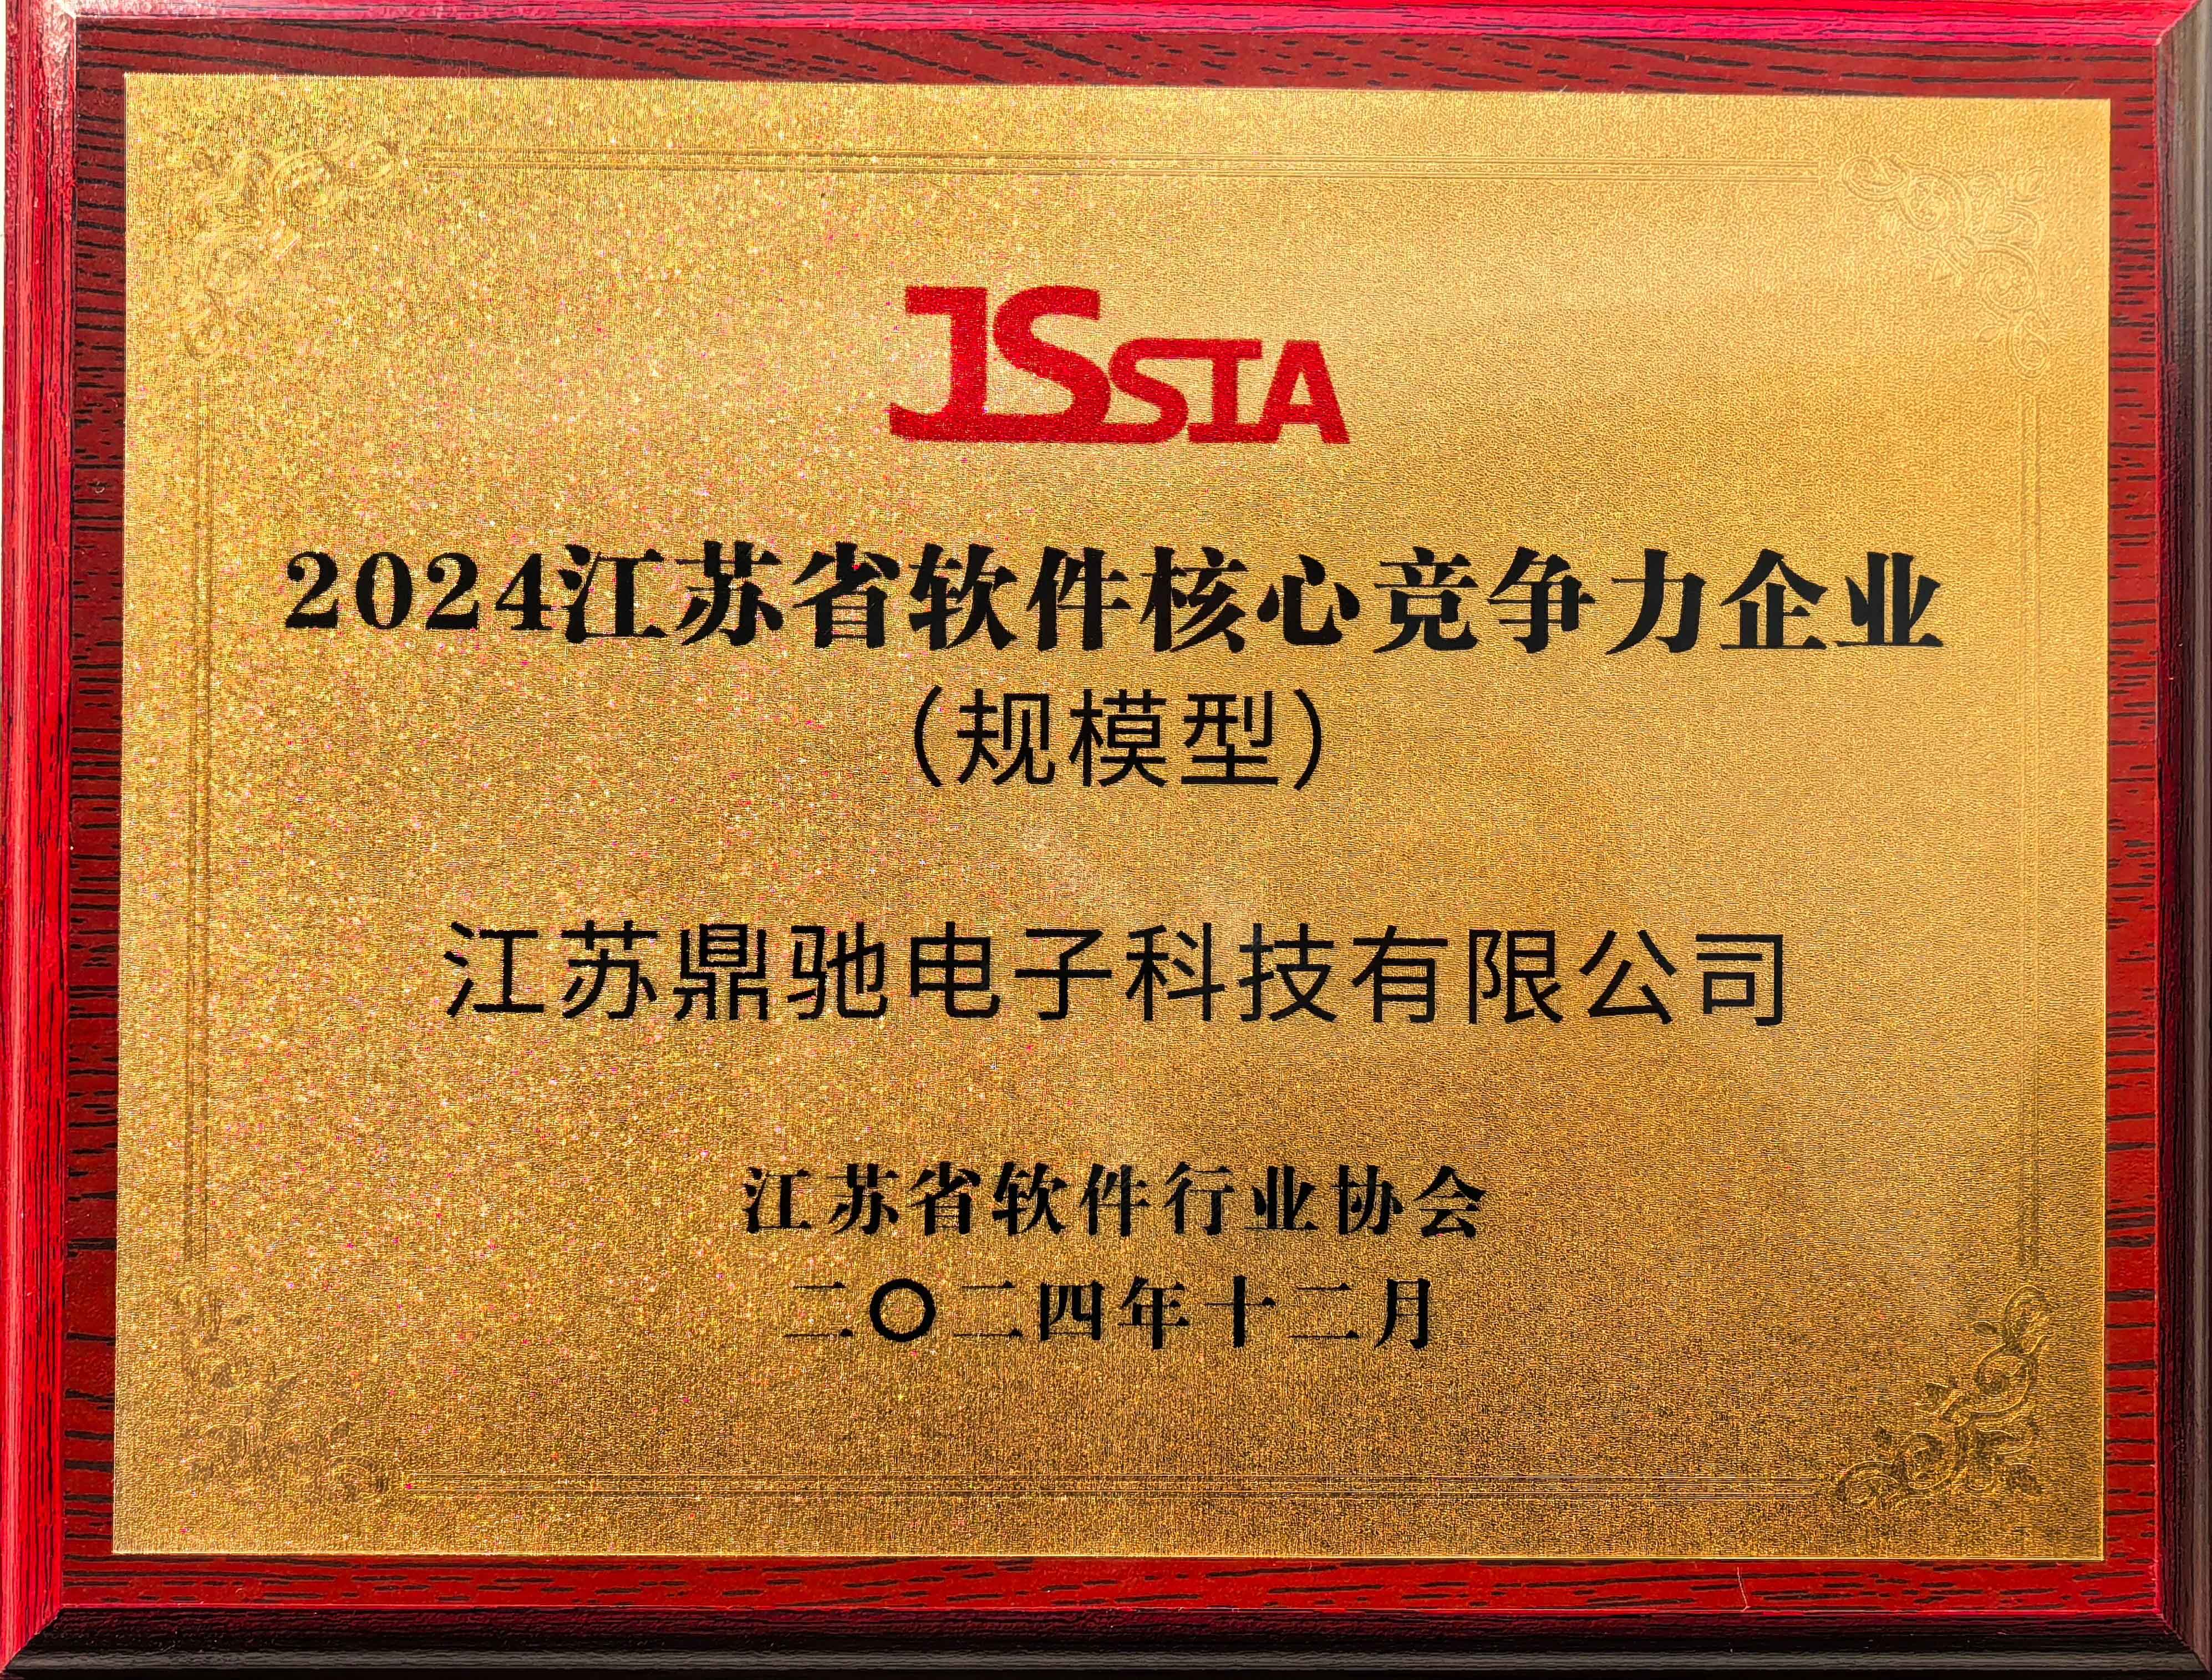 JSSIA
2024江苏省软件核心竞争力企业
（规模型）
江苏鼎驰电子科技有限公司
江苏省软件行业协会
二〇二四年十二月